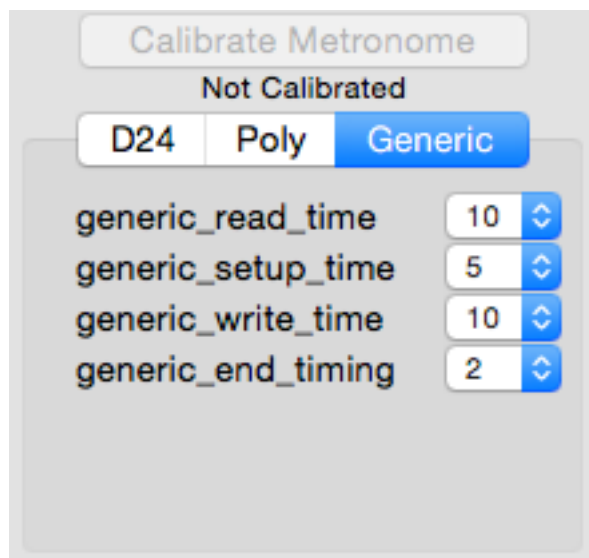 Calibrate Metronome
Not Calibrated
D24 Poly Generic
generic_read_time 10
generic_setup_time 5
generic_write_time 10
generic_end_timing 2